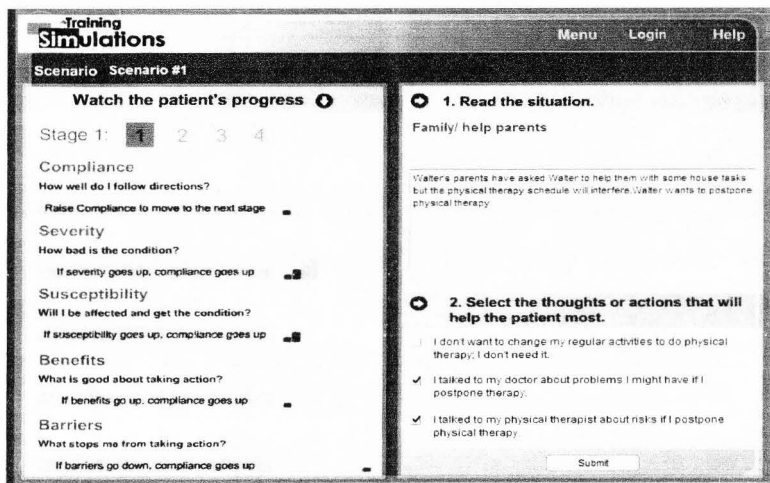 Training
Simulations
Menu Login Help
Scenario Scenario #1
Watch the patient's progress
Stage 1: 1 2 3 4
Compliance
How well do I follow directions?
Raise Compliance to move to the next stage
Severity
How bad is the condition?
If severity goes up, compliance goes up
Susceptibility
Will I be affected and get the condition?
If susceptibility goes up, compliance goes up
Benefits
What is good about taking action?
If benefits go up, compliance goes up
Barriers
What stops me from taking action?
If barriers go down, compliance goes up
1. Read the situation.
Family/ help parents
Walter's parents have asked Walter to help them with some house tasks
but the physical therapy schedule will interfere. Walter wants to postpone
physical therapy
2. Select the thoughts or actions that will
help the patient most.
I don't want to change my regular activities to do physical
therapy; I don't need it.
I talked to my doctor about problems I might have if I
postpone therapy.
I talked to my physical therapist about risks if I postpone
physical therapy.
Submit